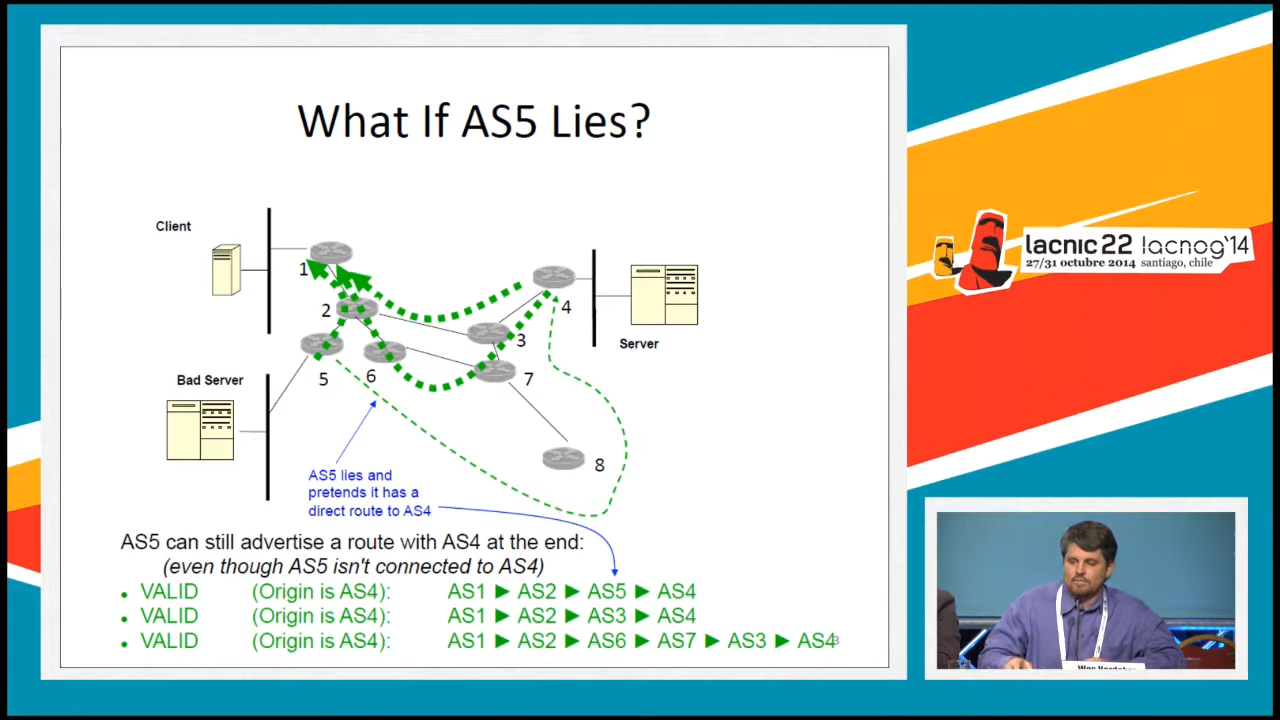 What If AS5 Lies?
Client
1
2
3
4
5
6
7
8
Server
Bad Server
AS5 lies and
pretends it has a
direct route to AS4
AS5 can still advertise a route with AS4 at the end:
(even though AS5 isn't connected to AS4)
• VALID (Origin is AS4): AS1 ► AS2 ► AS5 ► AS4
• VALID (Origin is AS4): AS1 ► AS2 ► AS3 ► AS4
• VALID (Origin is AS4): AS1 ► AS2 ► AS6 ► AS7 ► AS3 ► AS4
lacnic 22 lacnog'14
27/31 octubre 2014 santiago, chile